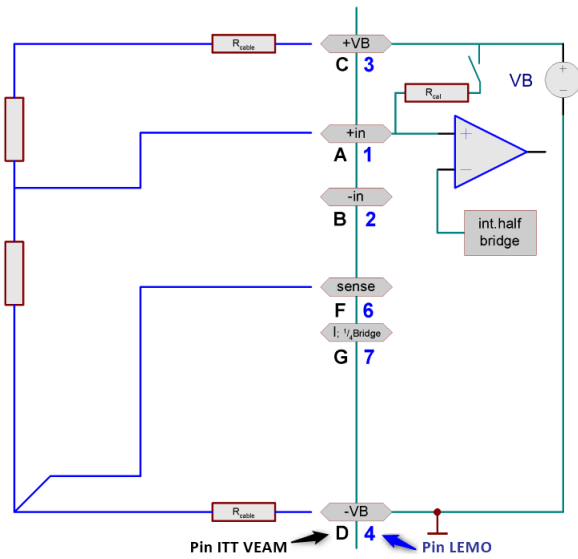 Rcable
+VB
C 3
VB
Rcal
+in
A 1
-in
B 2
int.half
bridge
sense
F 6
I; 1/4Bridge
G 7
Rcable
-VB
D 4
Pin ITT VEAM
Pin LEMO